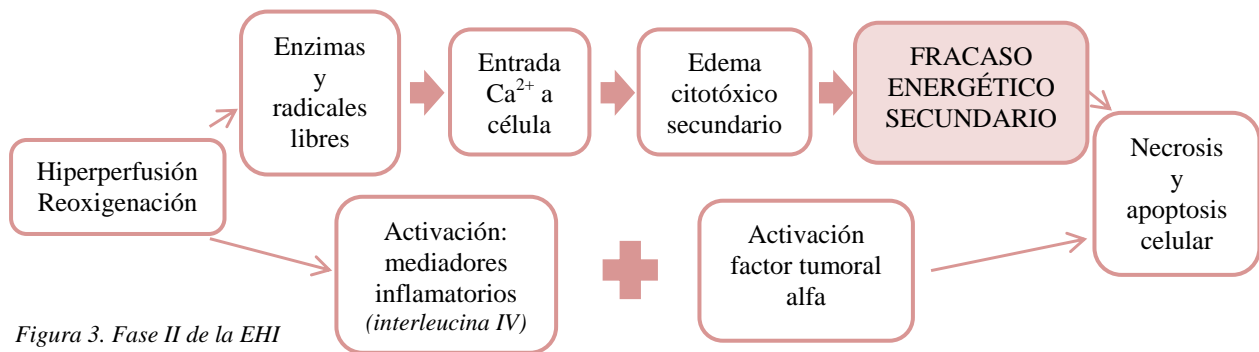 Hiperperfusión
Reoxigenación
Enzimas
y
radicales
libres
Entrada
Ca²⁺ a
célula
Edema
citotóxico
secundario
FRACASO
ENERGÉTICO
SECUNDARIO
Activación:
mediadores
inflamatorios
(interleucina IV)
Activación
factor tumoral
alfa
Necrosis
y
apoptosis
celular
Figura 3. Fase II de la EHI